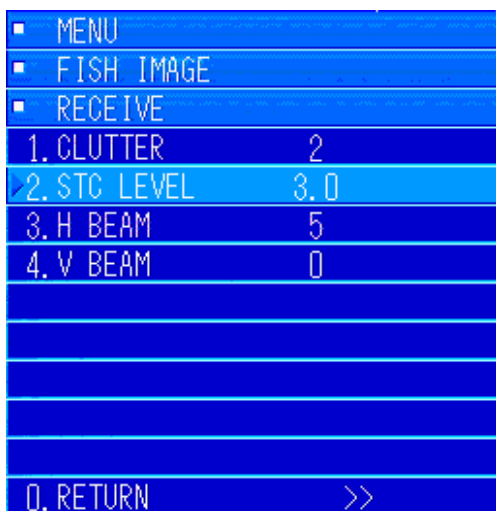 MENU
FISH IMAGE
RECEIVE
1. CLUTTER 2
2. STC LEVEL 3.0
3. H BEAM 5
4. V BEAM 0
0. RETURN >>